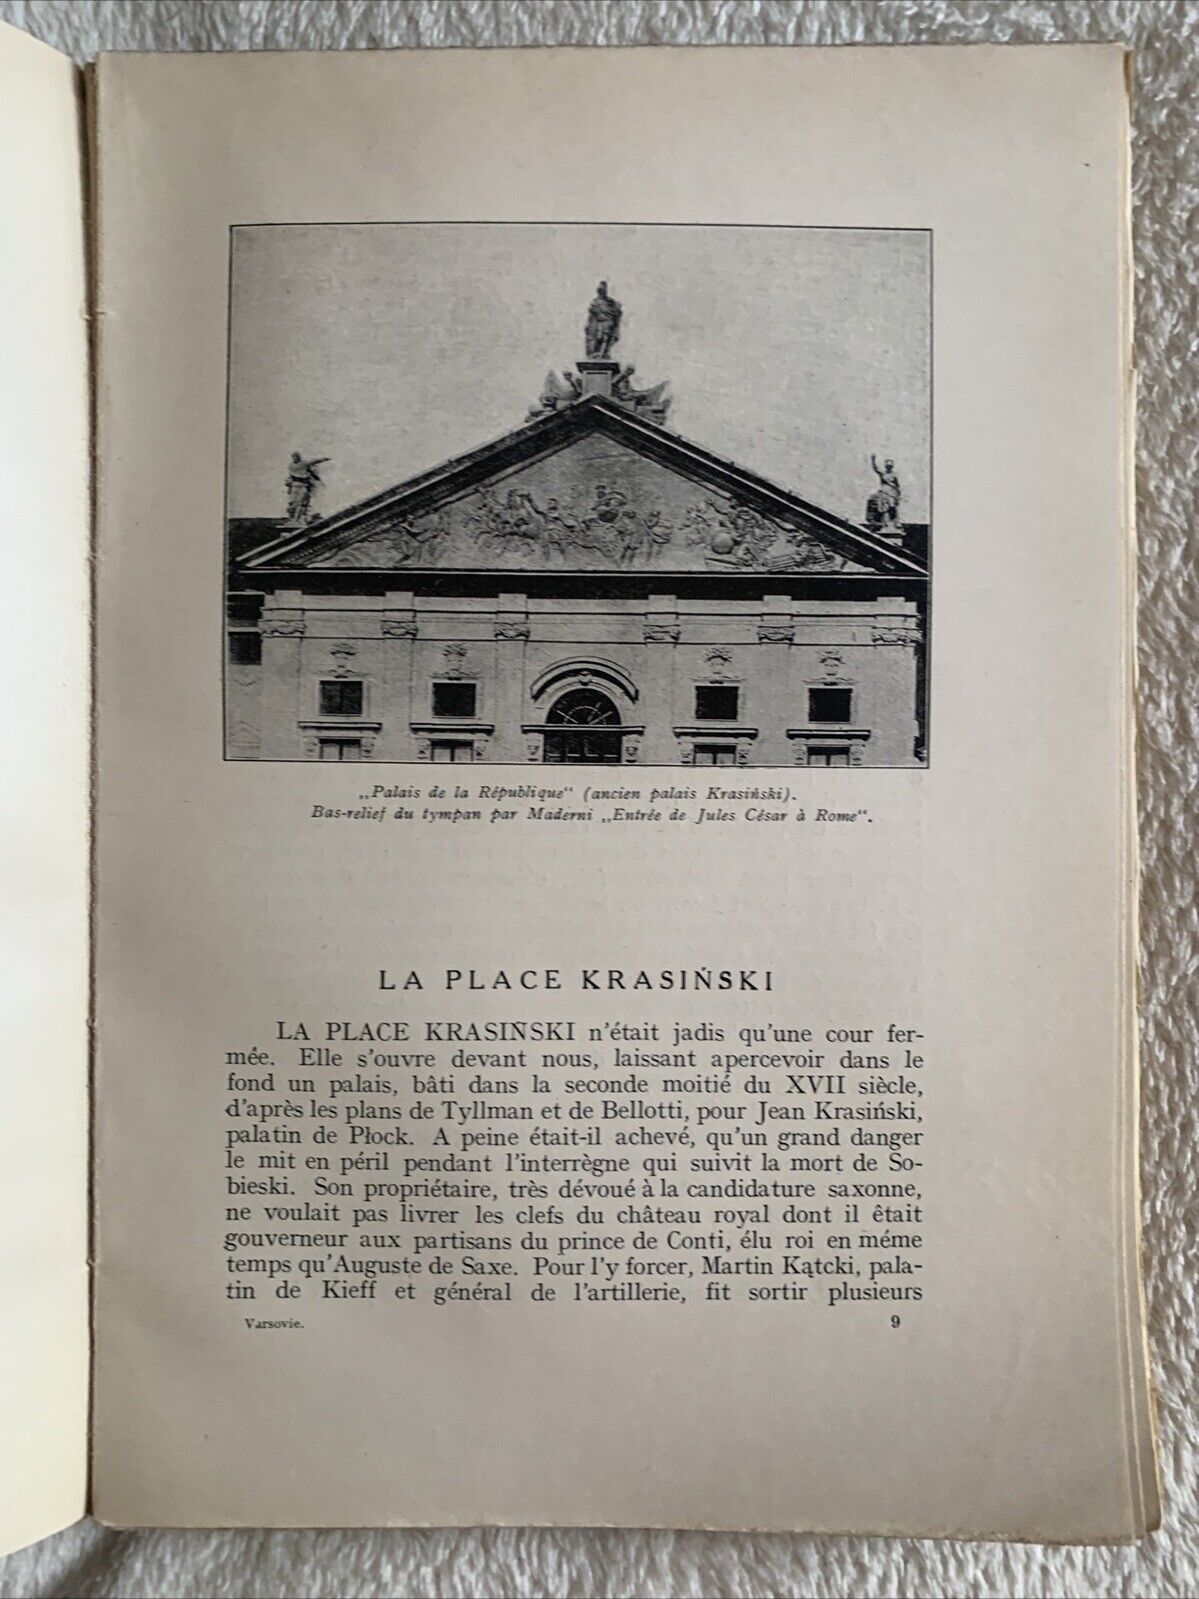 „Palais de la République“ (ancien palais Krasiński).
Bas-relief du tympan par Maderni „Entrée de Jules César à Rome“.
LA PLACE KRASIŃSKI
LA PLACE KRASIÑSKI n'était jadis qu'une cour fer-
mée. Elle s'ouvre devant nous, laissant apercevoir dans le
fond un palais, bâti dans la seconde moitié du XVII siècle,
d'après les plans de Tyllman et de Bellotti, pour Jean Krasiński,
palatin de Płock. A peine était-il achevé, qu'un grand danger
le mit en péril pendant l'interrègne qui suivit la mort de So-
bieski. Son propriétaire, très dévoué à la candidature saxonne,
ne voulait pas livrer les clefs du château royal dont il êtait
gouverneur aux partisans du prince de Conti, élu roi en méme
temps qu'Auguste de Saxe. Pour l'y forcer, Martin Kątcki, pala-
tin de Kieff et général de l'artillerie, fit sortir plusieurs
Varsovie. 9